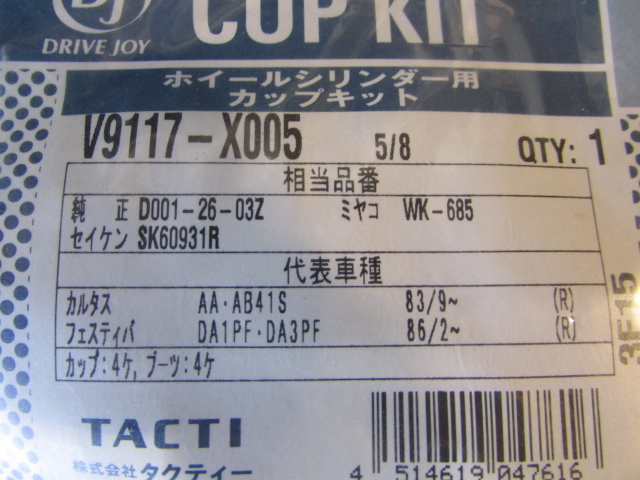 DJ
DRIVE JOY
CUP KIT
ホイールシリンダー用
カップキット
V9117-X005 5/8 QTY: 1
相当品番
純正 D001-26-03Z ミヤコ WK-685
セイケン SK60931R
代表車種
カルタス AA・AB41S 83/9~ (R)
フェスティバ DA1PF・DA3PF 86/2~ (R)
カップ:4ケ, ブーツ:4ケ
3F15
TACTI
株式会社タクティー
4 514619 047616